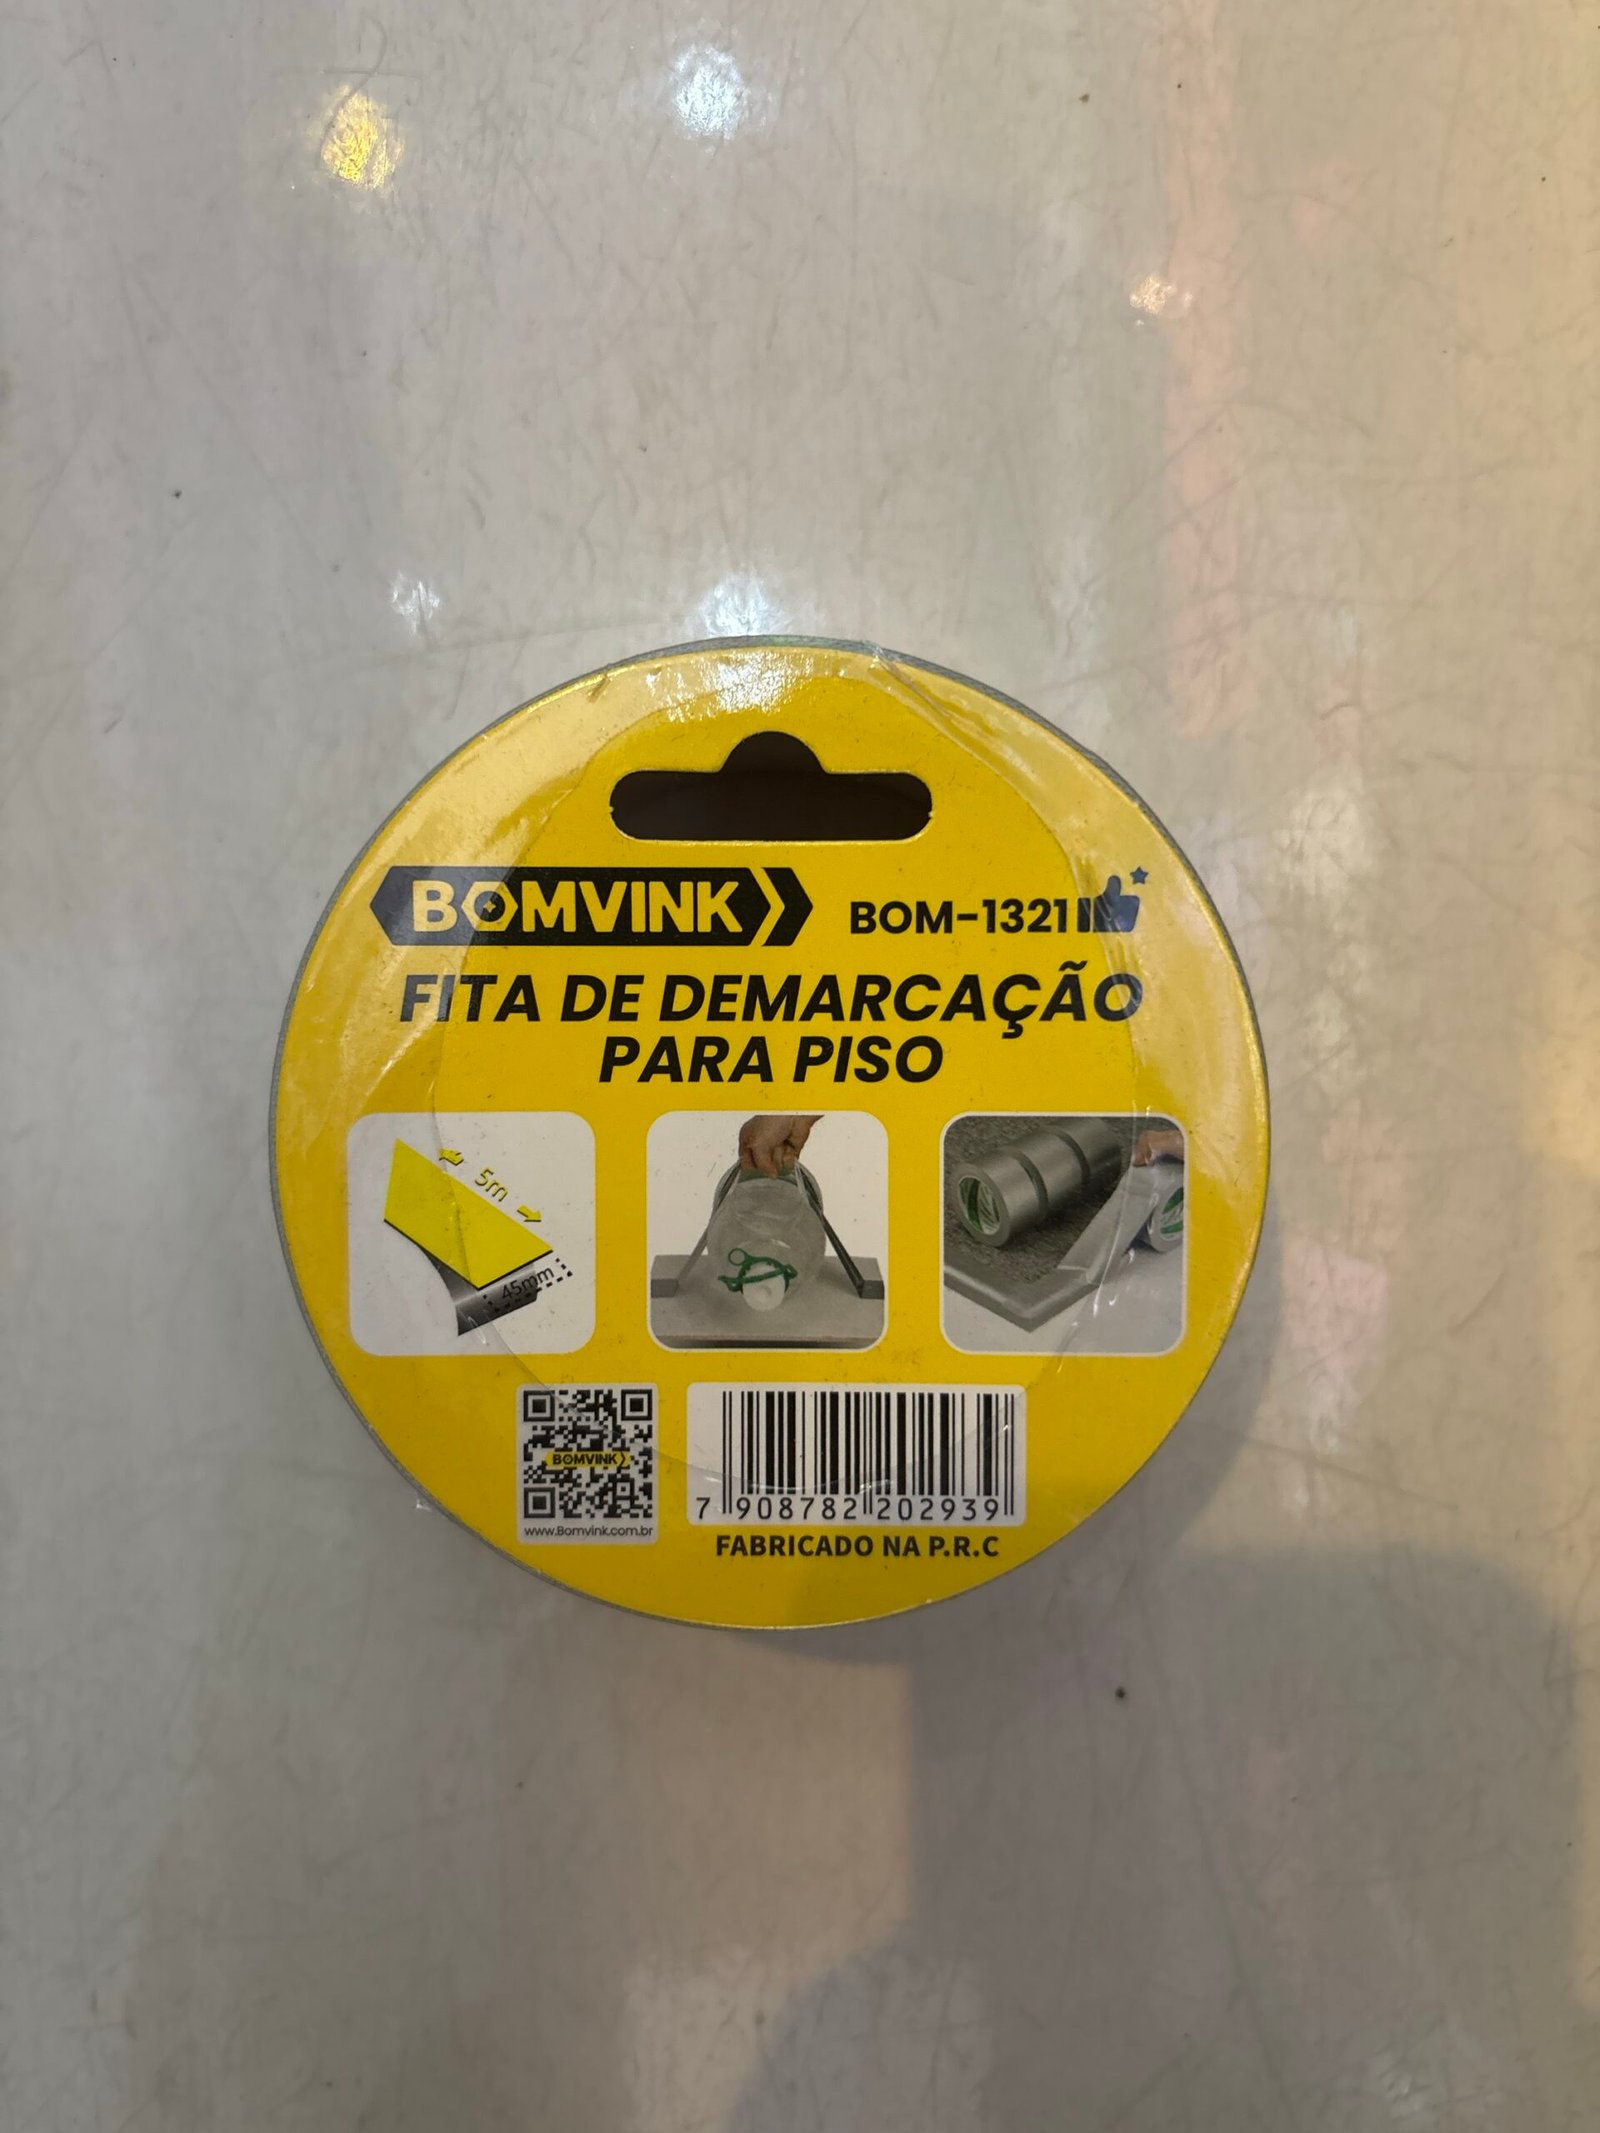 BOMVINK
BOM-1321
FITA DE DEMARCAÇÃO
PARA PISO
5m
45mm
BOMVINK
www.Bomvink.com.br
7 908782 202939
FABRICADO NA P.R.C